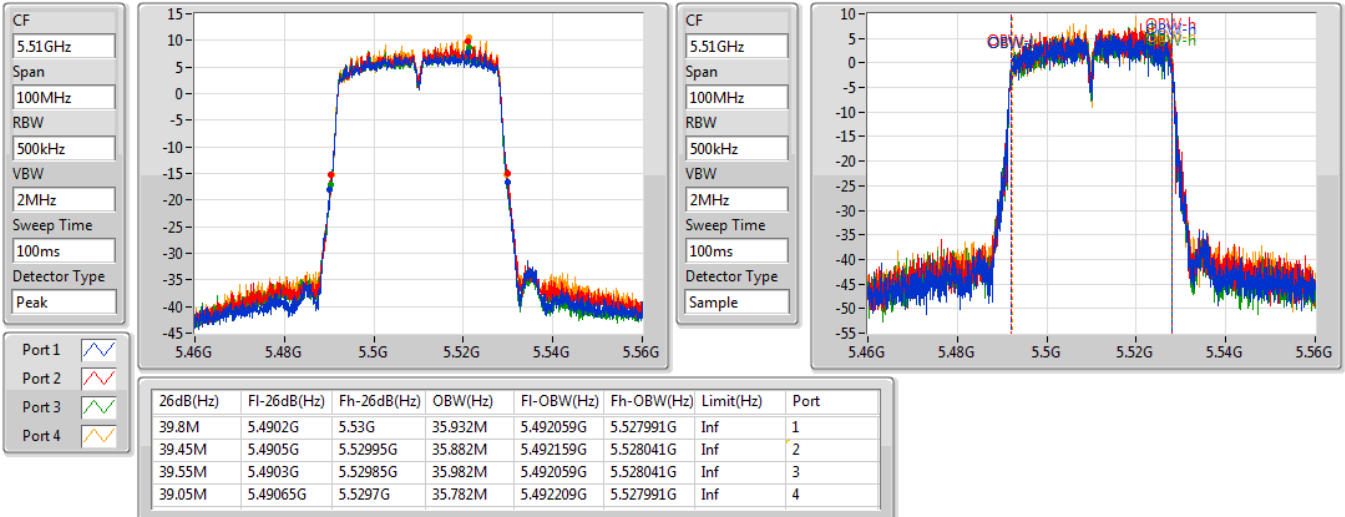 CF
5.51GHz
Span
100MHz
RBW
500kHz
VBW
2MHz
Sweep Time
100ms
Detector Type
Peak
15
10
5
0
-5
-10
-15
-20
-25
-30
-35
-40
-45
5.46G 5.48G 5.5G 5.52G 5.54G 5.56G
CF
5.51GHz
Span
100MHz
RBW
500kHz
VBW
2MHz
Sweep Time
100ms
Detector Type
Sample
10
5
0
-5
-10
-15
-20
-25
-30
-35
-40
-45
-50
-55
OBW-h
OBW-h
5.46G 5.48G 5.5G 5.52G 5.54G 5.56G
Port 1
Port 2
Port 3
Port 4
26dB(Hz) Fl-26dB(Hz) Fh-26dB(Hz) OBW(Hz) Fl-OBW(Hz) Fh-OBW(Hz) Limit(Hz) Port
39.8M 5.4902G 5.53G 35.932M 5.492059G 5.527991G Inf 1
39.45M 5.4905G 5.52995G 35.882M 5.492159G 5.528041G Inf 2
39.55M 5.4903G 5.52985G 35.982M 5.492059G 5.528041G Inf 3
39.05M 5.49065G 5.5297G 35.782M 5.492209G 5.527991G Inf 4